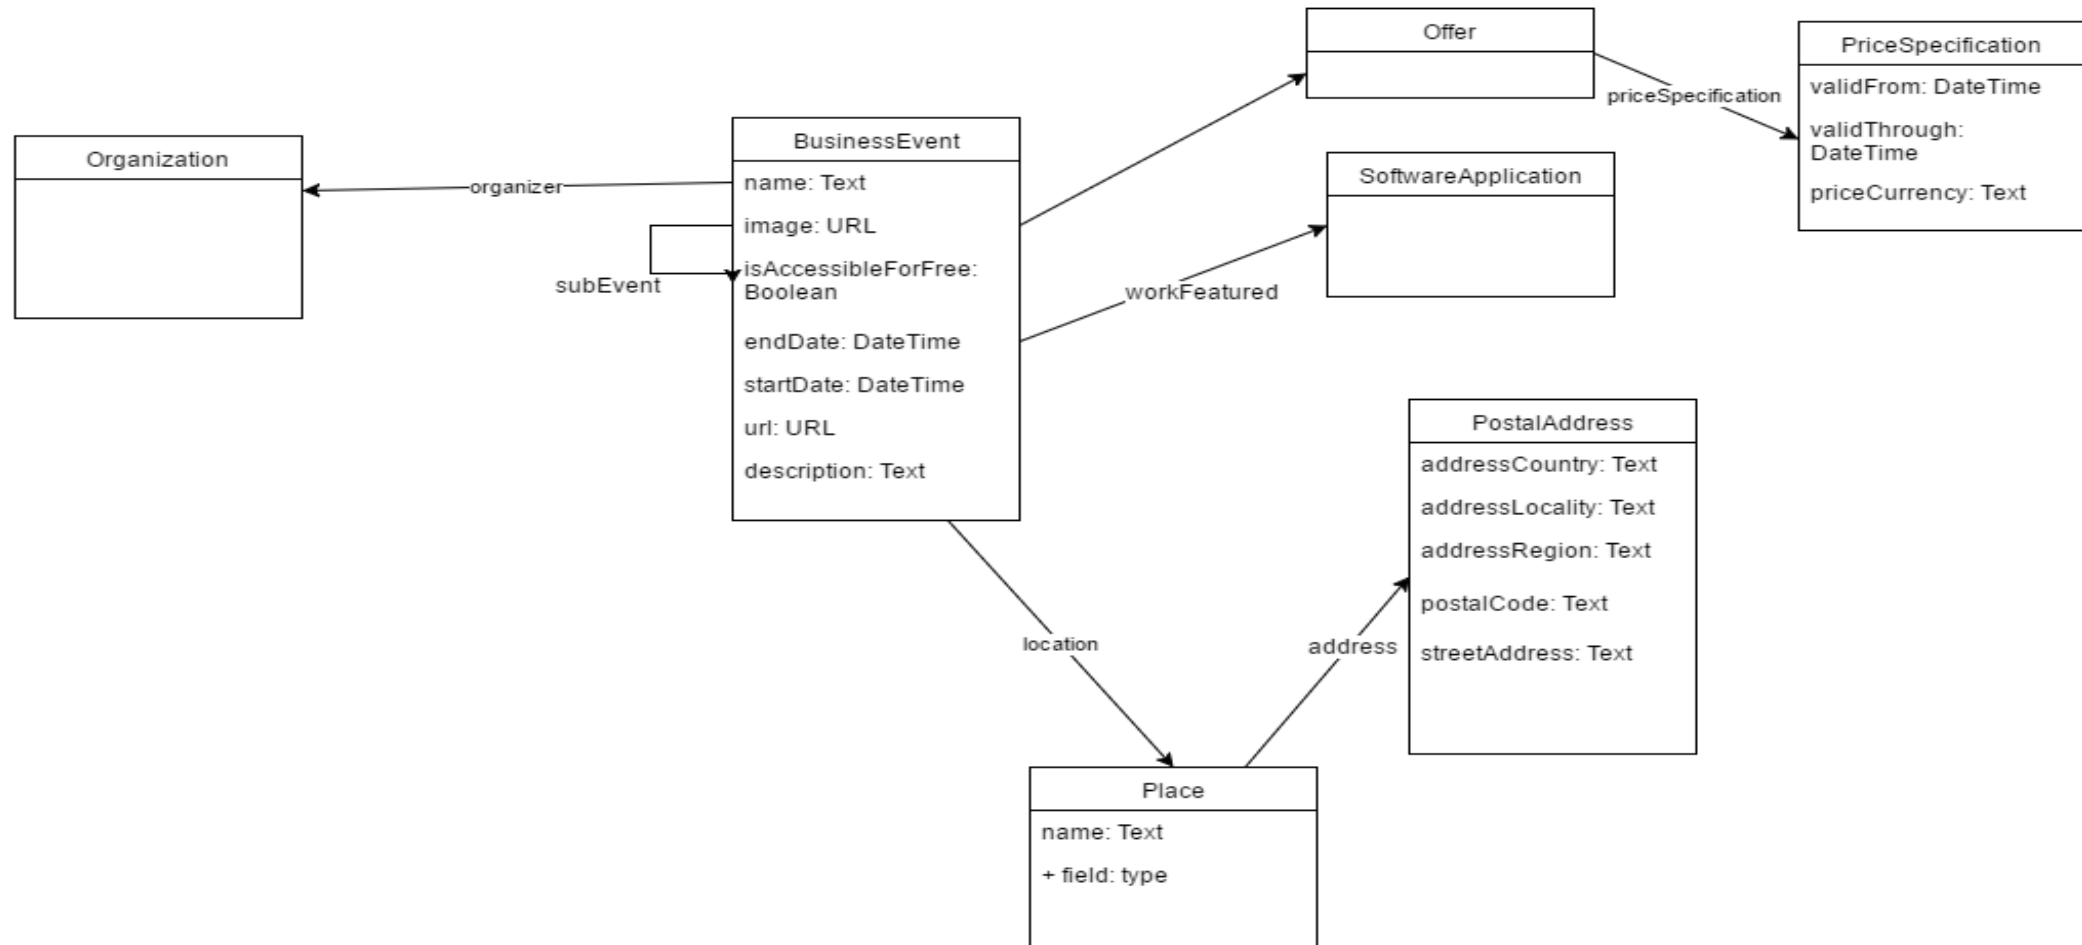 Offer
PriceSpecification
validFrom: DateTime
validThrough:
DateTime
priceCurrency: Text
priceSpecification
Organization
organizer
BusinessEvent
name: Text
image: URL
isAccessibleForFree:
Boolean
endDate: DateTime
startDate: DateTime
url: URL
description: Text
subEvent
SoftwareApplication
workFeatured
PostalAddress
addressCountry: Text
addressLocality: Text
addressRegion: Text
postalCode: Text
streetAddress: Text
location
address
Place
name: Text
+ field: type